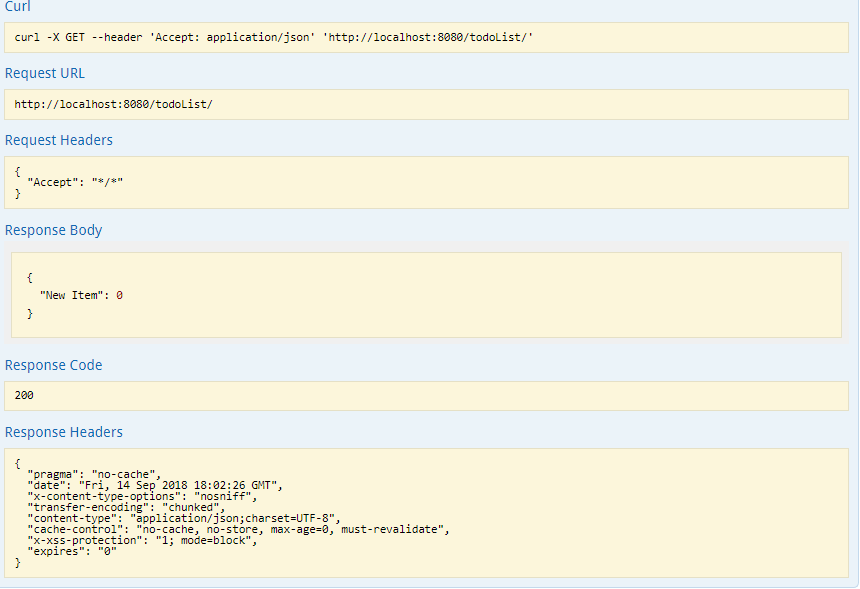 Curl
curl -X GET --header 'Accept: application/json' 'http://localhost:8080/todoList/'
Request URL
http://localhost:8080/todoList/
Request Headers
{
  "Accept": "*/*"
}
Response Body
{
  "New Item": 0
}
Response Code
200
Response Headers
{
  "pragma": "no-cache",
  "date": "Fri, 14 Sep 2018 18:02:26 GMT",
  "x-content-type-options": "nosniff",
  "transfer-encoding": "chunked",
  "content-type": "application/json;charset=UTF-8",
  "cache-control": "no-cache, no-store, max-age=0, must-revalidate",
  "x-xss-protection": "1; mode=block",
  "expires": "0"
}